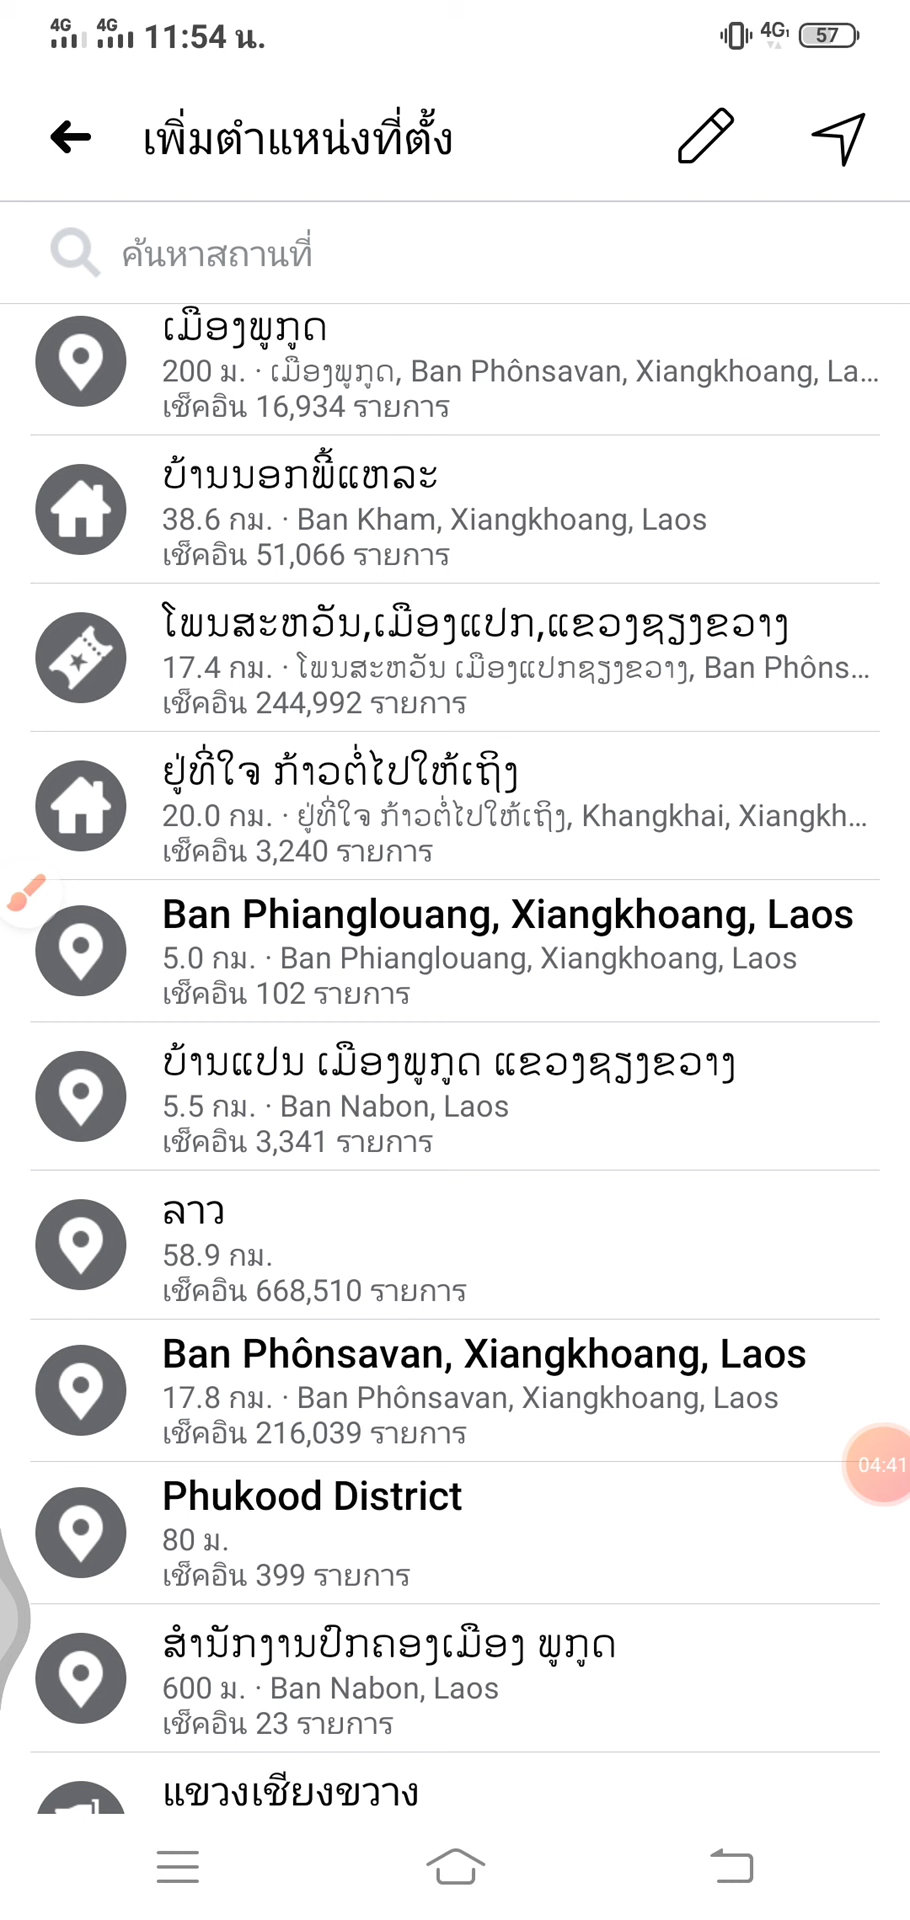 4G 4G 11:54 น. 4G 57
เพิ่มตำแหน่งที่ตั้ง
ค้นหาสถานที่
ເມືອງພູກູດ
200 ม. · ເມືອງພູກູດ, Ban Phônsavan, Xiangkhoang, La...
เช็คอิน 16,934 รายการ
ບ້ານນອກພື້ແຫລະ
38.6 กม. · Ban Kham, Xiangkhoang, Laos
เช็คอิน 51,066 รายการ
ໂພນສະຫວັນ,ເມືອງແປກ,ແຂວງຊຽງຂວາງ
17.4 กม. · ໂພນສະຫວັນ ເມືອງແປກຊຽງຂວາງ, Ban Phôns...
เช็คอิน 244,992 รายการ
ຢູ່ທີ່ໃຈ ກ້າວຕໍ່ໄປໃຫ້ເຖິງ
20.0 กม. · ຢູ່ທີ່ໃຈ ກ້າວຕໍ່ໄປໃຫ້ເຖິງ, Khangkhai, Xiangkh...
เช็คอิน 3,240 รายการ
Ban Phianglouang, Xiangkhoang, Laos
5.0 กม. · Ban Phianglouang, Xiangkhoang, Laos
เช็คอิน 102 รายการ
ບ້ານແປນ ເມືອງພູກູດ ແຂວງຊຽງຂວາງ
5.5 กม. · Ban Nabon, Laos
เช็คอิน 3,341 รายการ
ລາວ
58.9 กม.
เช็คอิน 668,510 รายการ
Ban Phônsavan, Xiangkhoang, Laos
17.8 กม. · Ban Phônsavan, Xiangkhoang, Laos
เช็คอิน 216,039 รายการ
04:41
Phukood District
80 ม.
เช็คอิน 399 รายการ
ສຳນັກງານປົກຄອງເມືອງ ພູກູດ
600 ม. · Ban Nabon, Laos
เช็คอิน 23 รายการ
แขวงเชียงขวาง